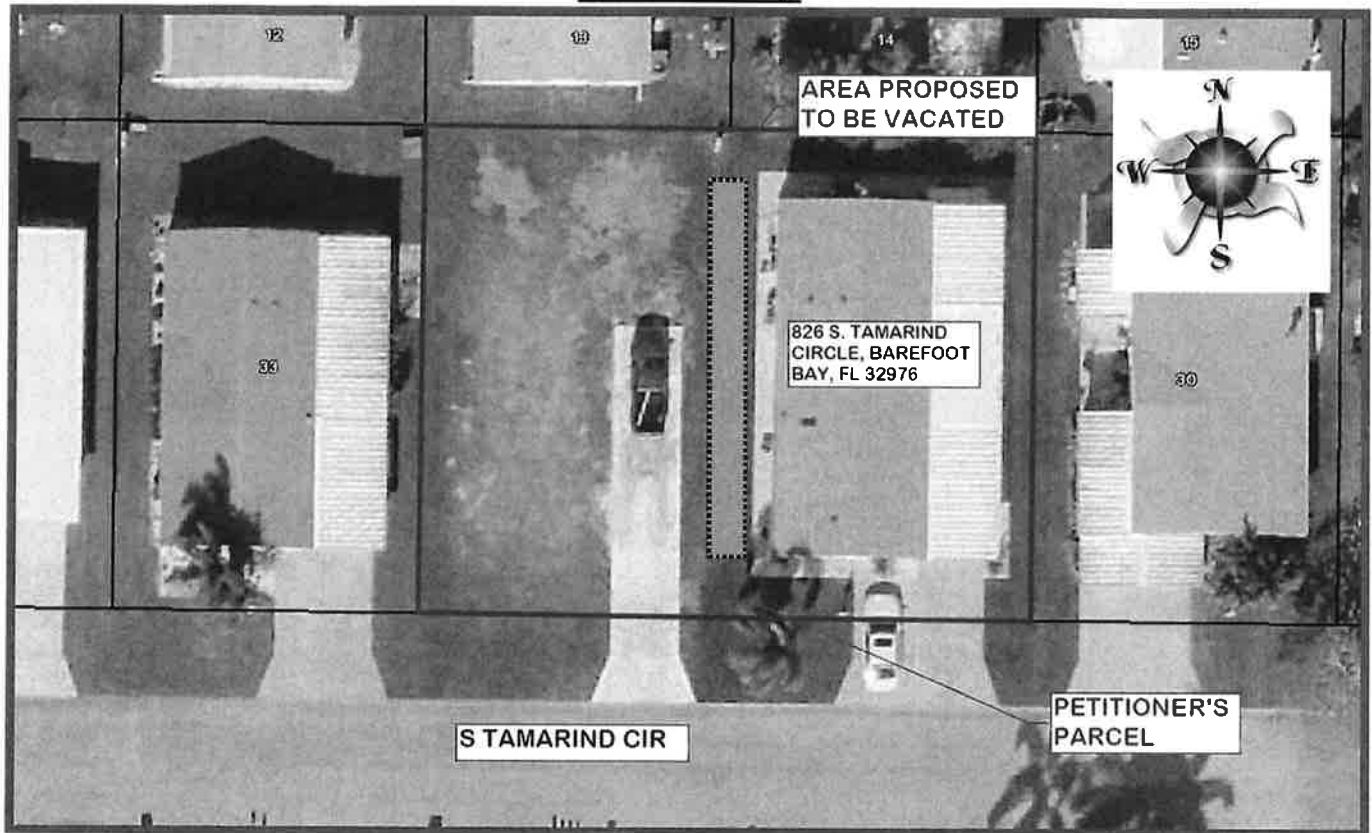 12
13
14
15
AREA PROPOSED
TO BE VACATED
N
W
E
S
826 S. TAMARIND
CIRCLE, BAREFOOT
BAY, FL 32976
33
30
S TAMARIND CIR
PETITIONER'S
PARCEL